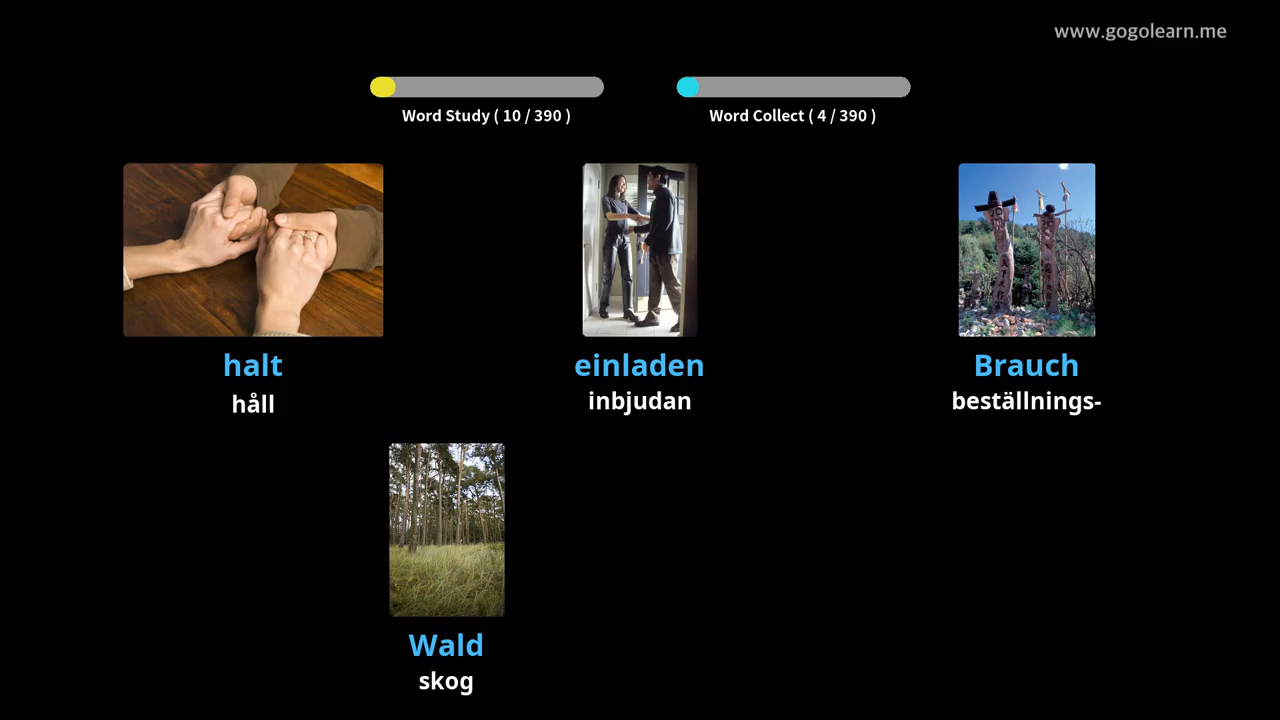 www.gogolearn.me
Word Study ( 10 / 390 )
Word Collect ( 4 / 390 )
halt
håll
einladen
inbjudan
Brauch
beställnings-
Wald
skog